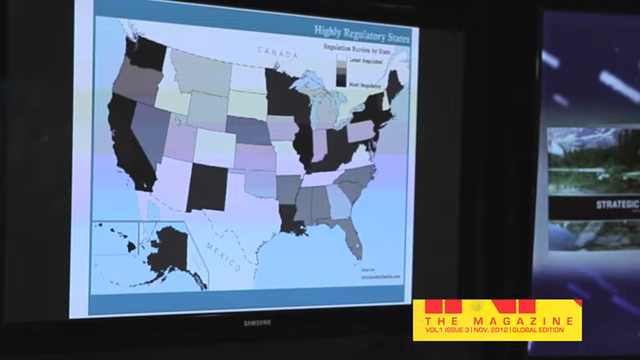 Highly Regulatory States
Regulation Burden by State
Least Regulated
Most Regulated
CANADA
MEXICO
Source
SAMSUNG
STRATEGIC
THE MAGAZINE
VOL.1 ISSUE 3 | NOV. 2012 | GLOBAL EDITION